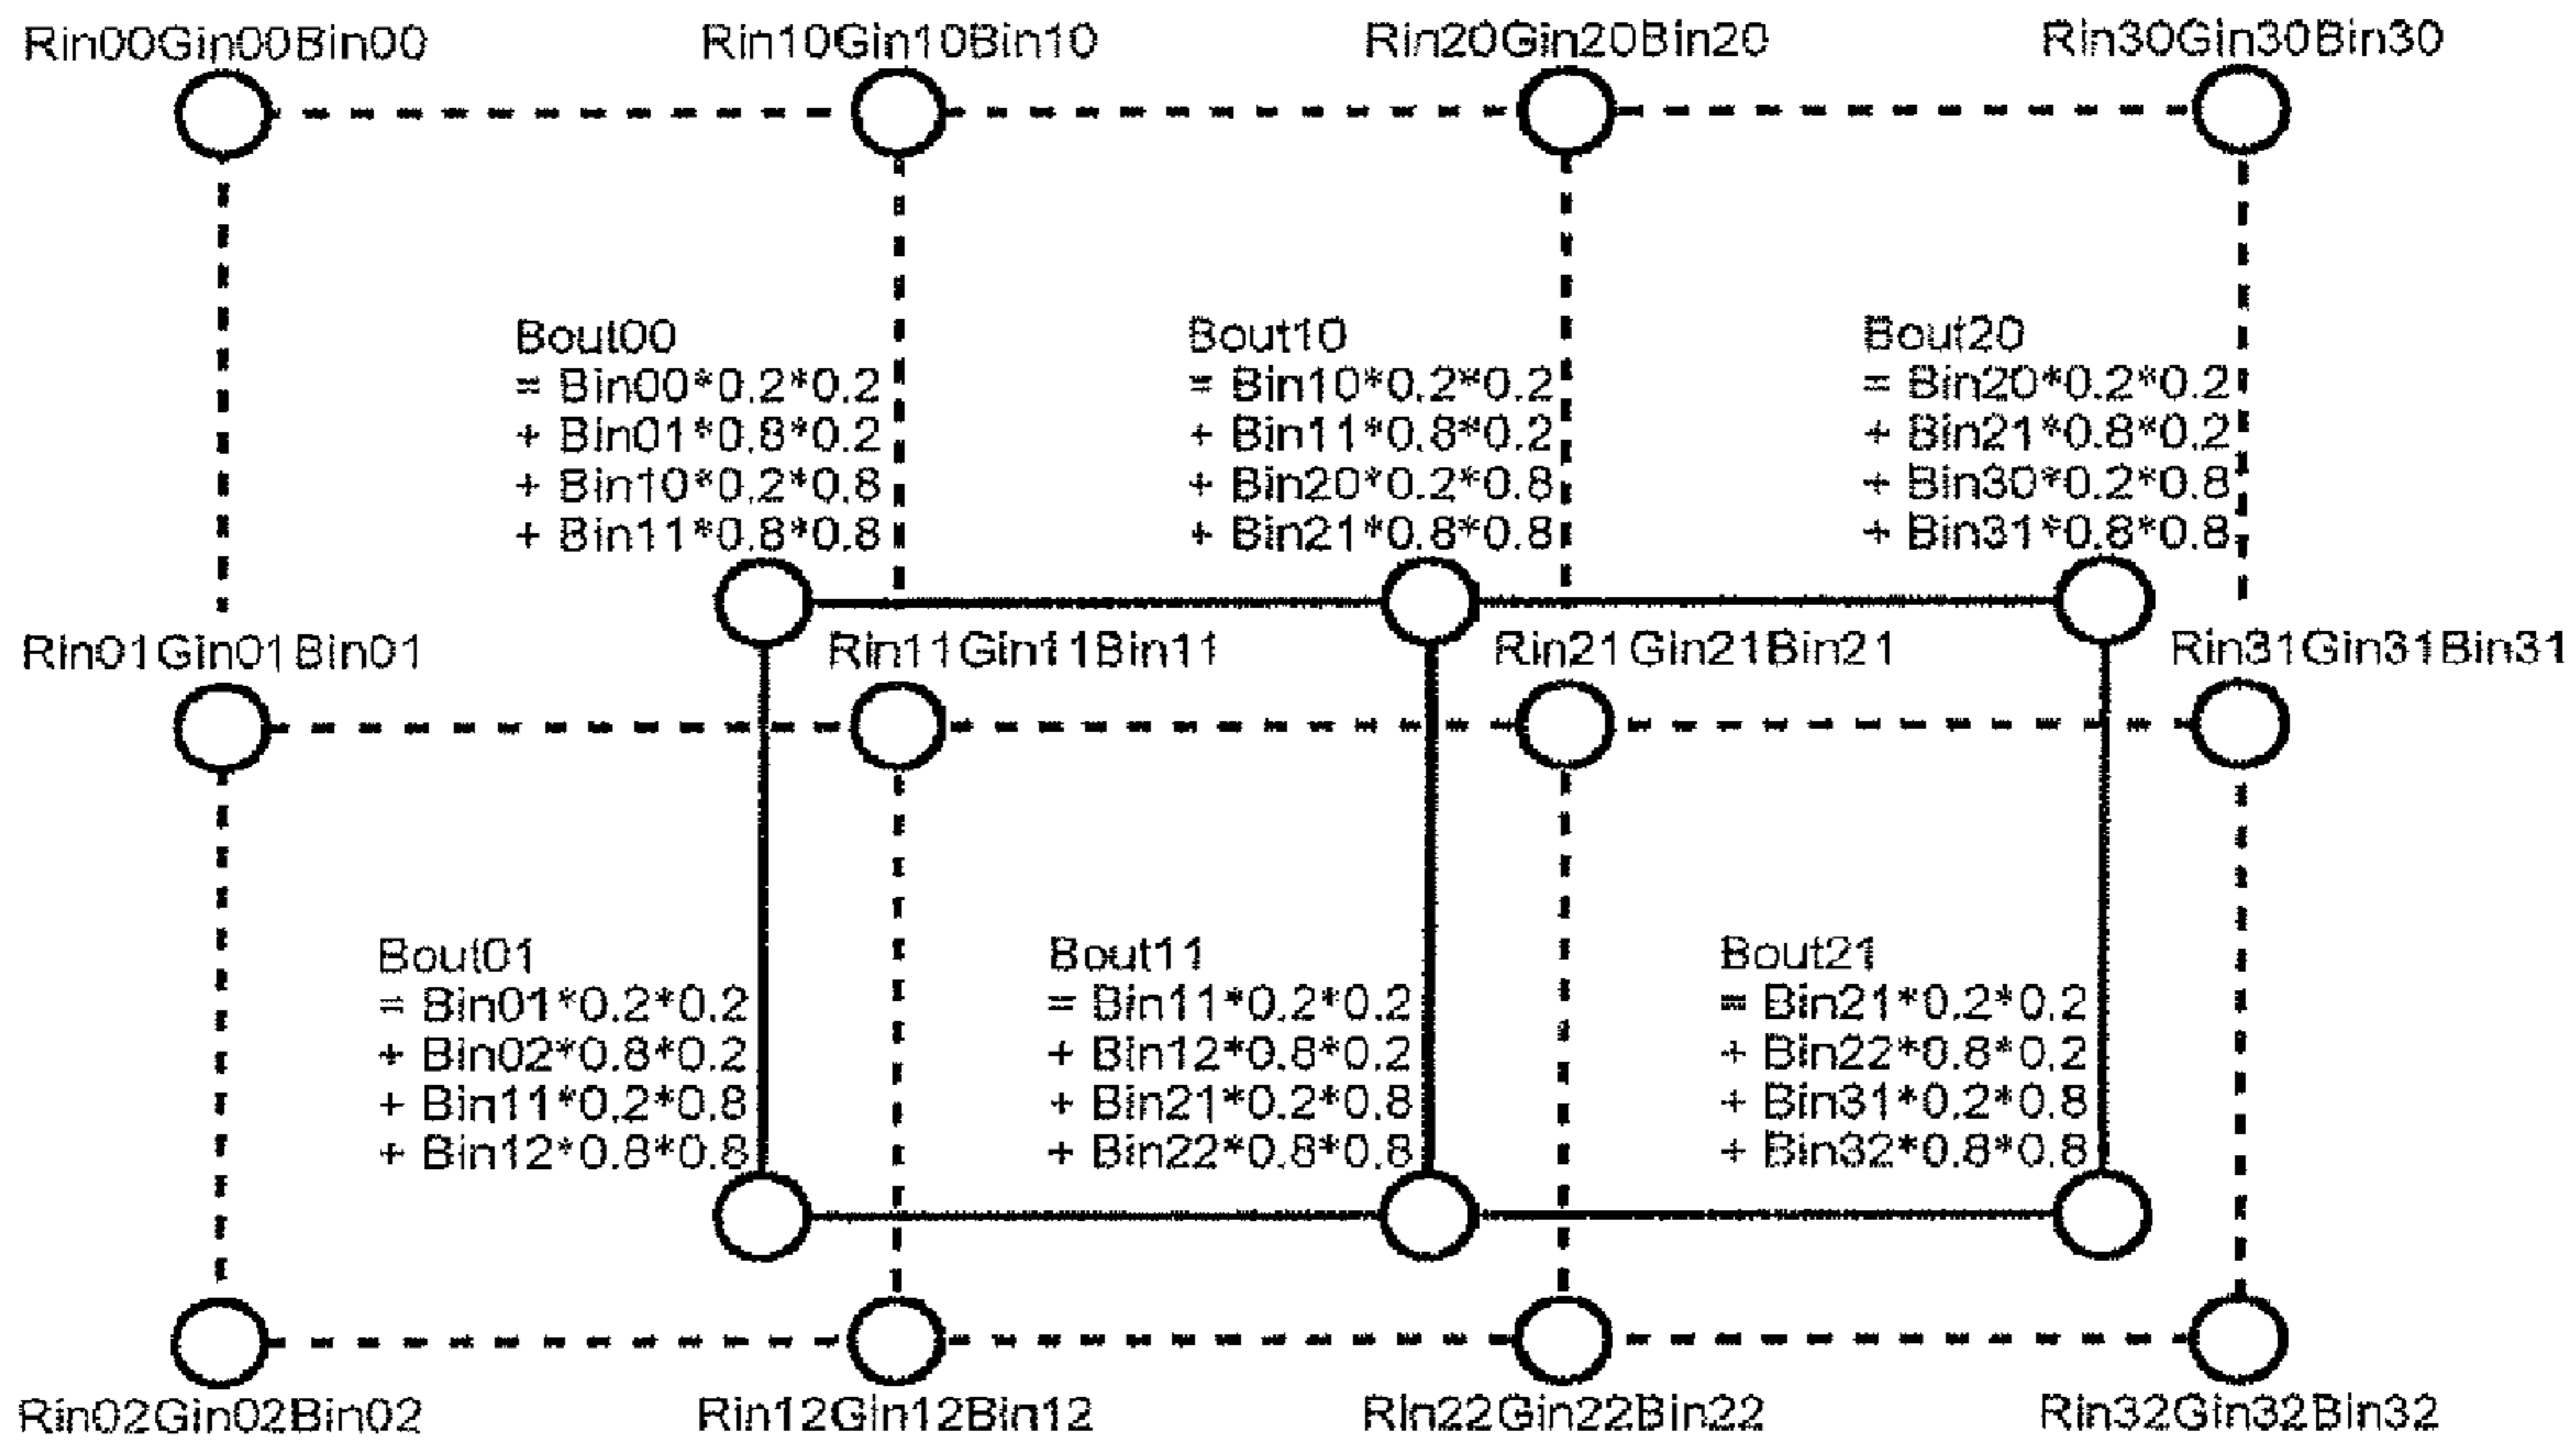 Rin00Gin00Bin00
Rin10Gin10Bin10
Rin20Gin20Bin20
Rin30Gin30Bin30
Bout00
= Bin00*0.2*0.2
+ Bin01*0.8*0.2
+ Bin10*0.2*0.8
+ Bin11*0.8*0.8
Bout10
= Bin10*0.2*0.2
+ Bin11*0.8*0.2
+ Bin20*0.2*0.8
+ Bin21*0.8*0.8
Bout20
= Bin20*0.2*0.2
+ Bin21*0.8*0.2
+ Bin30*0.2*0.8
+ Bin31*0.8*0.8
Rin01Gin01Bin01
Rin11Gin11Bin11
Rin21Gin21Bin21
Rin31Gin31Bin31
Bout01
= Bin01*0.2*0.2
+ Bin02*0.8*0.2
+ Bin11*0.2*0.8
+ Bin12*0.8*0.8
Bout11
= Bin11*0.2*0.2
+ Bin12*0.8*0.2
+ Bin21*0.2*0.8
+ Bin22*0.8*0.8
Bout21
= Bin21*0.2*0.2
+ Bin22*0.8*0.2
+ Bin31*0.2*0.8
+ Bin32*0.8*0.8
Rin02Gin02Bin02
Rin12Gin12Bin12
Rin22Gin22Bin22
Rin32Gin32Bin32